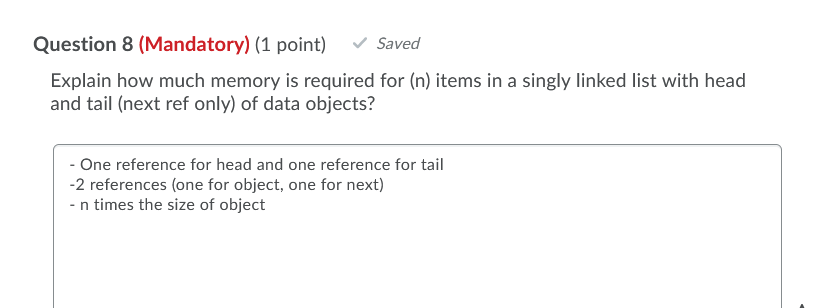 Question 8 (Mandatory) (1 point) Saved
Explain how much memory is required for (n) items in a singly linked list with head
and tail (next ref only) of data objects?
- One reference for head and one reference for tail
-2 references (one for object, one for next)
- n times the size of object